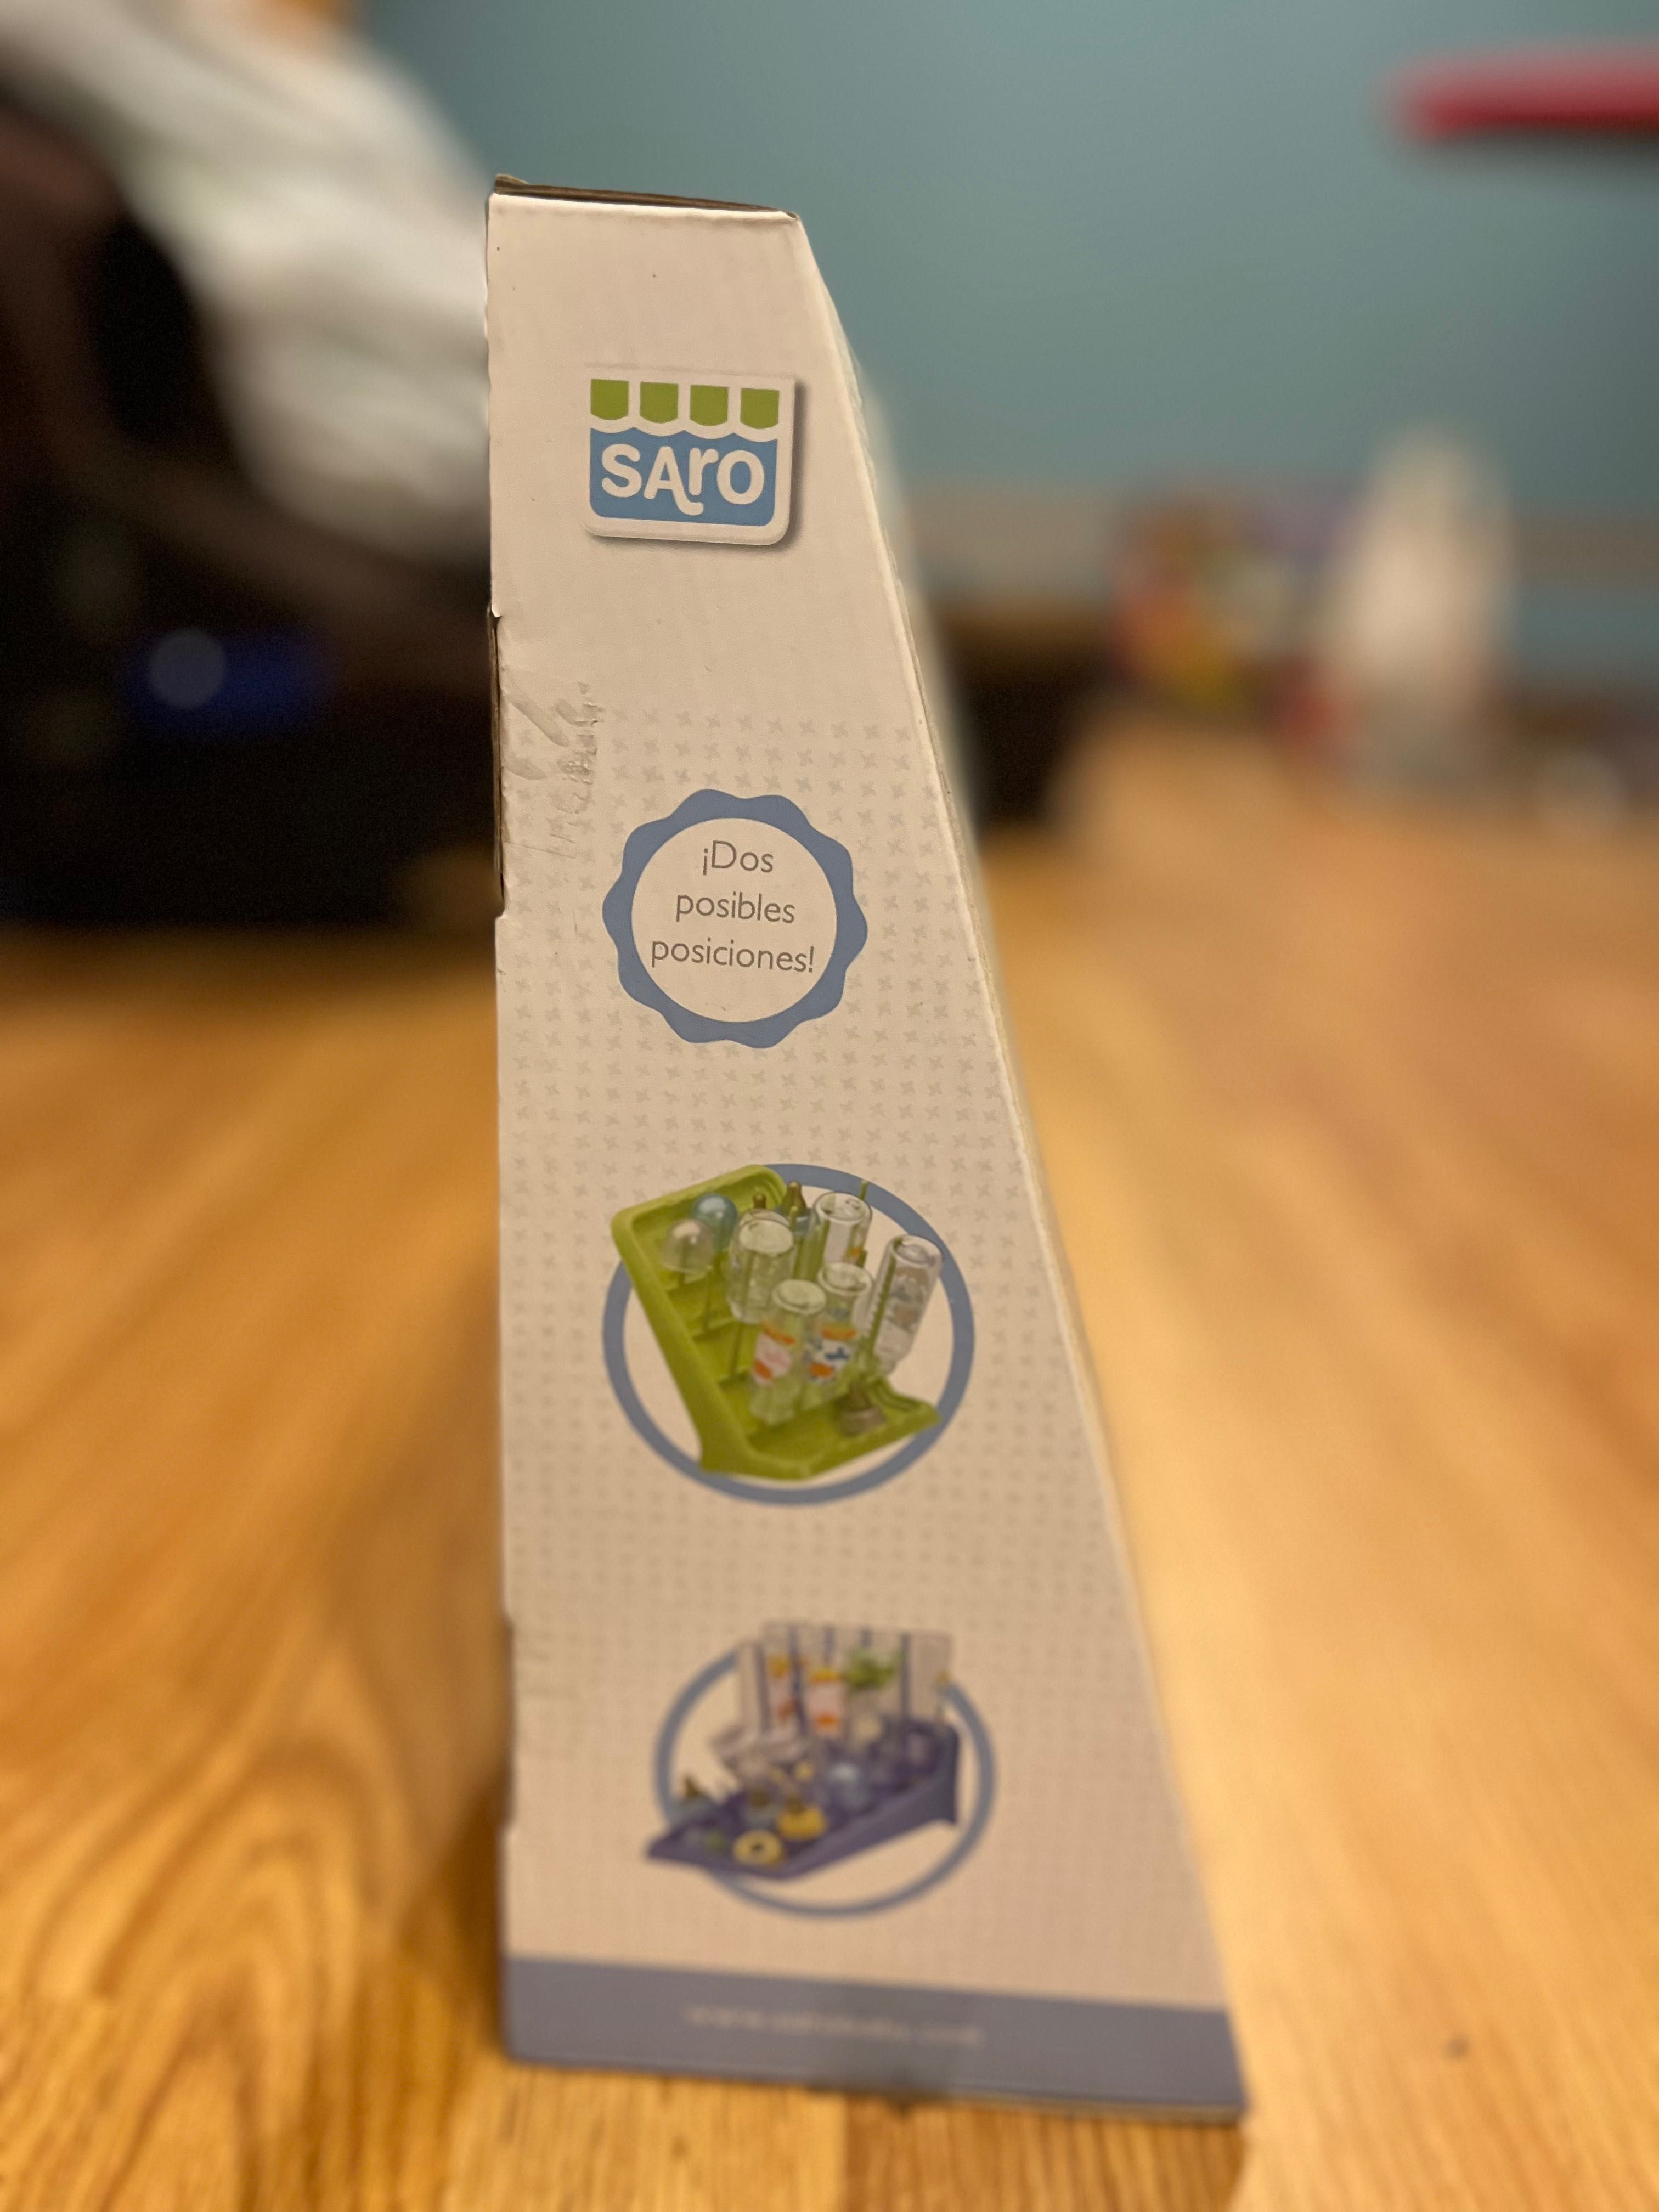 SAro
¡Dos
posibles
posiciones!